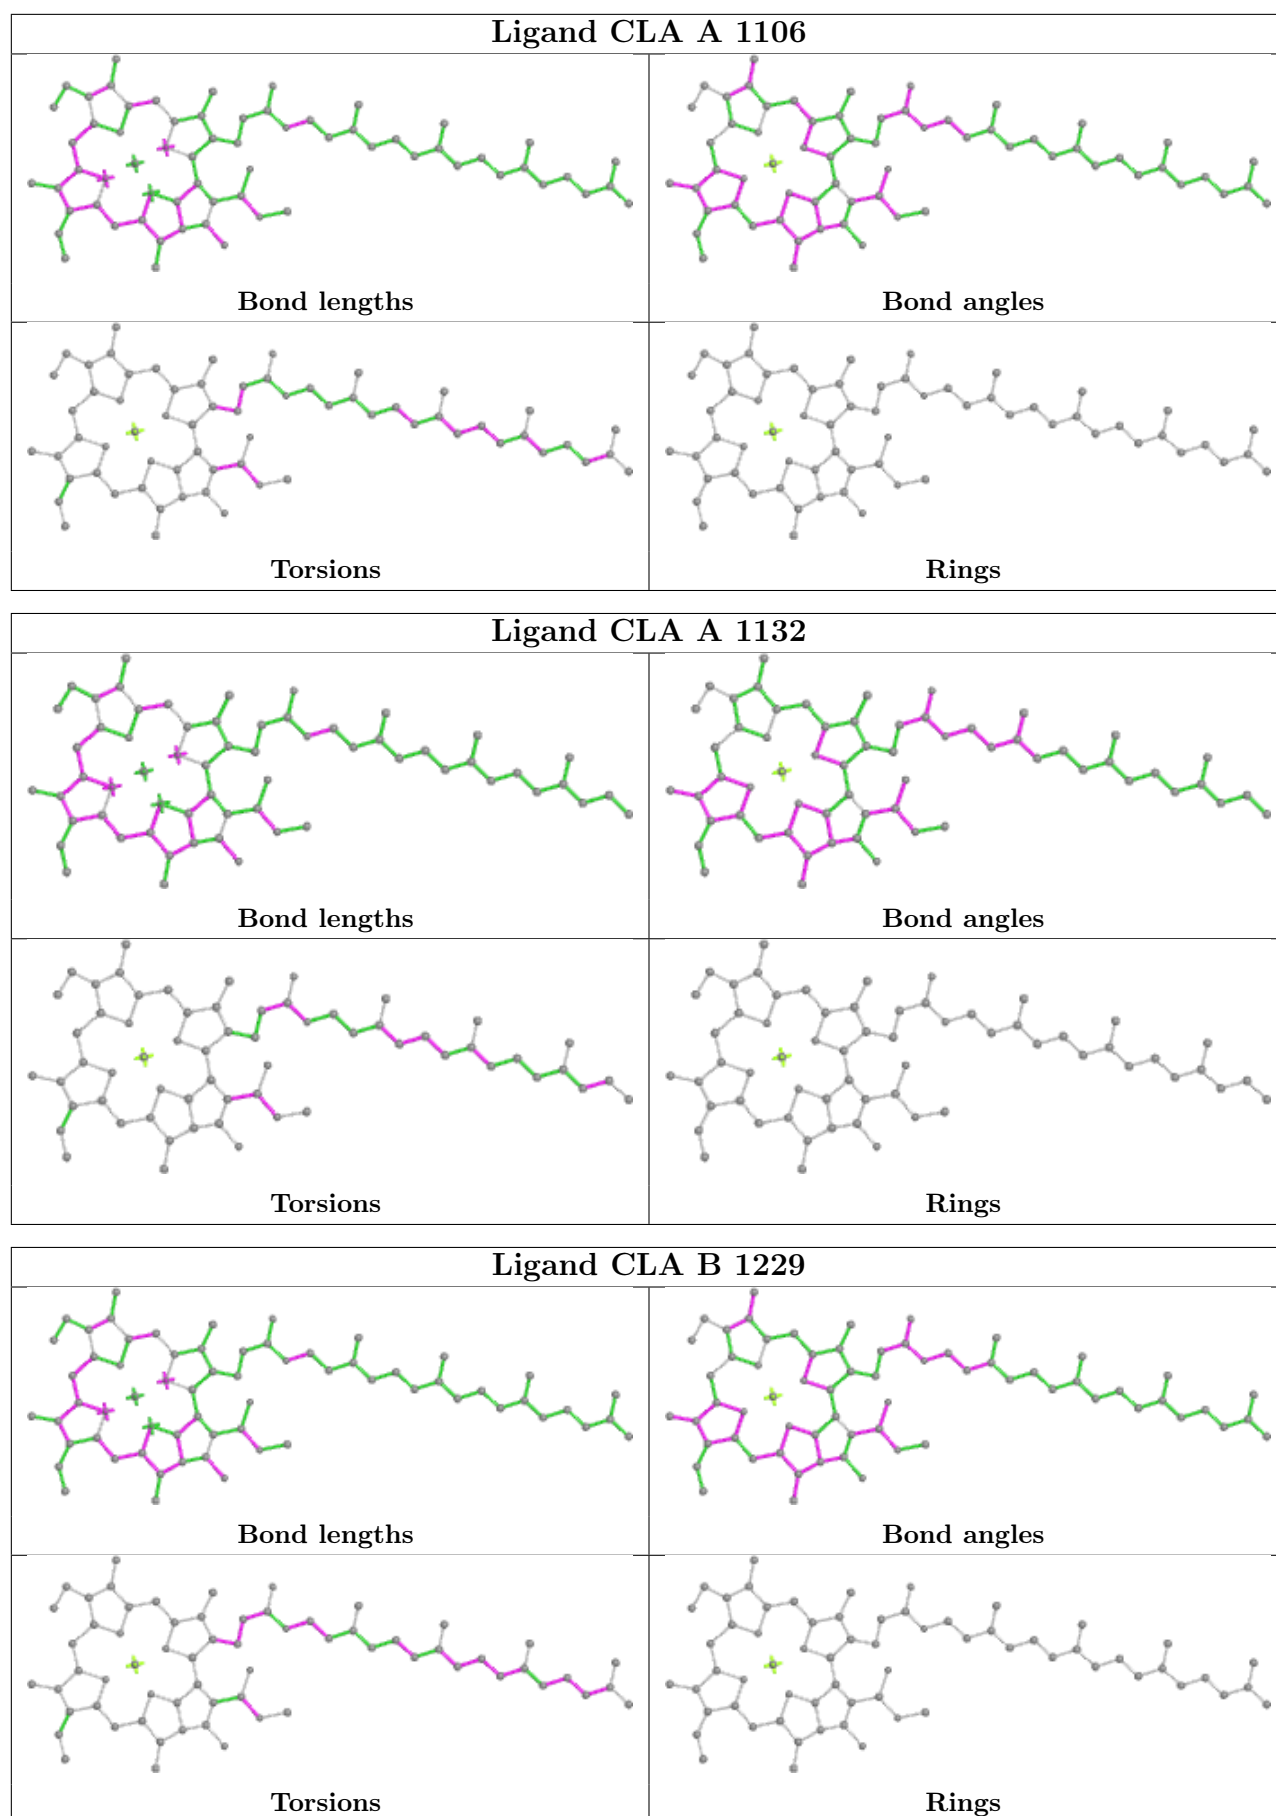 Ligand CLA A 1106
Bond lengths
Bond angles
Torsions
Rings
Ligand CLA A 1132
Bond lengths
Bond angles
Torsions
Rings
Ligand CLA B 1229
Bond lengths
Bond angles
Torsions
Rings